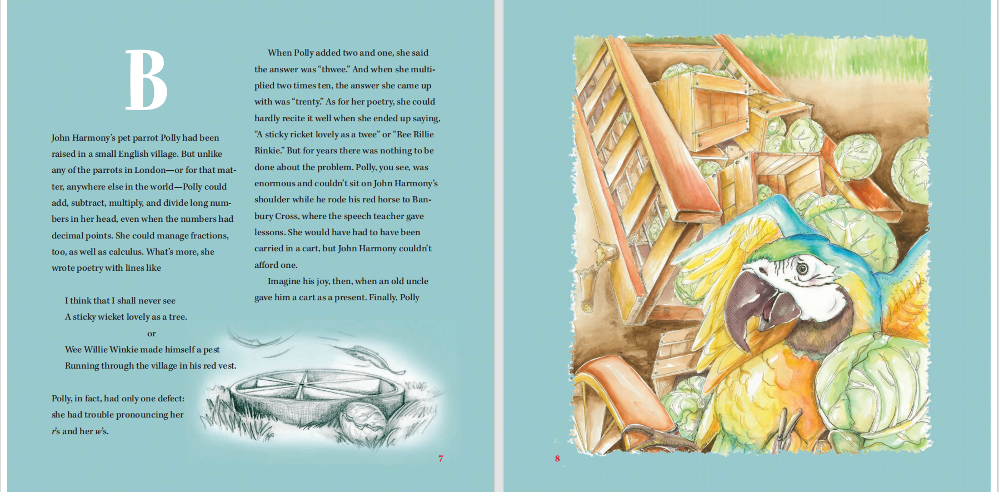 B
John Harmony’s pet parrot Polly had been
raised in a small English village. But unlike
any of the parrots in London—or for that mat-
ter, anywhere else in the world—Polly could
add, subtract, multiply, and divide long num-
bers in her head, even when the numbers had
decimal points. She could manage fractions,
too, as well as calculus. What’s more, she
wrote poetry with lines like
I think that I shall never see
A sticky wicket lovely as a tree.
or
Wee Willie Winkie made himself a pest
Running through the village in his red vest.
Polly, in fact, had only one defect:
she had trouble pronouncing her
r’s and her w’s.
When Polly added two and one, she said
the answer was “thwee.” And when she multi-
plied two times ten, the answer she came up
with was “trenty.” As for her poetry, she could
hardly recite it well when she ended up saying,
“A sticky ricket lovely as a twee” or “Ree Rillie
Rinkie.” But for years there was nothing to be
done about the problem. Polly, you see, was
enormous and couldn’t sit on John Harmony’s
shoulder while he rode his red horse to Ban-
bury Cross, where the speech teacher gave
lessons. She would have had to have been
carried in a cart, but John Harmony couldn’t
afford one.
Imagine his joy, then, when an old uncle
gave him a cart as a present. Finally, Polly
7
8